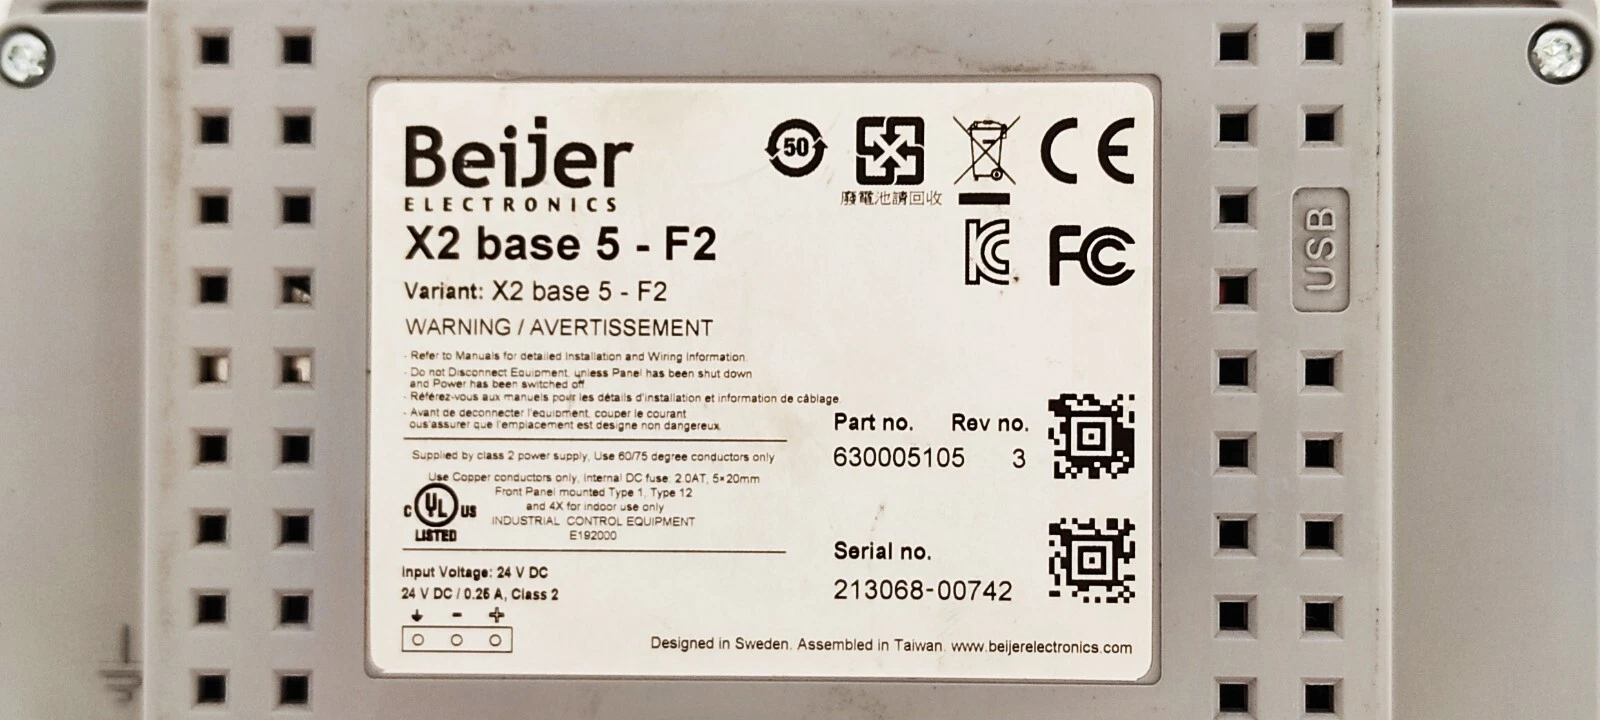 Beijer
ELECTRONICS
50
廢電池請回收
CE
FC
X2 base 5 - F2
Variant: X2 base 5 - F2
WARNING / AVERTISSEMENT
- Refer to Manuals for detailed Installation and Wiring Information.
- Do not Disconnect Equipment, unless Panel has been shut down
and Power has been switched off
- Référez-vous aux manuels pour les détails d'installation et information de câblage.
- Avant de deconnecter l'equipment, couper le courant
ous'assurer que l'emplacement est designe non dangereux.
Supplied by class 2 power supply, Use 60/75 degree conductors only
Use Copper conductors only, Internal DC fuse: 2.0AT, 5×20mm
Front Panel mounted Type 1, Type 12
and 4X for indoor use only
INDUSTRIAL CONTROL EQUIPMENT
E192000
C UL US
LISTED
Input Voltage: 24 V DC
24 V DC / 0.25 A, Class 2
- +
Part no. Rev no.
630005105 3
Serial no.
213068-00742
Designed in Sweden. Assembled in Taiwan. www.beijerelectronics.com
USB